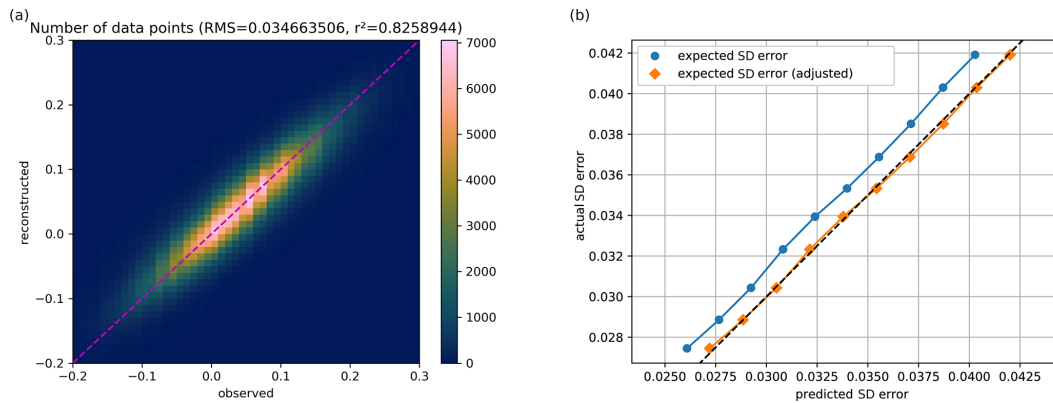 (a)
Number of data points (RMS=0.034663506, r²=0.8258944)
reconstructed
0.3
0.2
0.1
0.0
−0.1
−0.2
−0.2 −0.1 0.0 0.1 0.2 0.3
observed
7000
6000
5000
4000
3000
2000
1000
0
(b)
expected SD error
expected SD error (adjusted)
actual SD error
0.042
0.040
0.038
0.036
0.034
0.032
0.030
0.028
0.0250 0.0275 0.0300 0.0325 0.0350 0.0375 0.0400 0.0425
predicted SD error